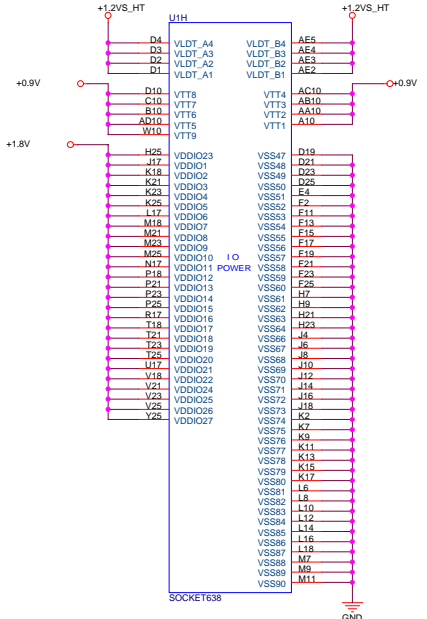 +1.2VS_HT +1.2VS_HT
U1H
D4 VLDT_A4 VLDT_B4 AE5
D3 VLDT_A3 VLDT_B3 AE4
D2 VLDT_A2 VLDT_B2 AE3
D1 VLDT_A1 VLDT_B1 AE2
+0.9V +0.9V
D10 VTT8 VTT4 AC10
C10 VTT7 VTT3 AB10
B10 VTT6 VTT2 AA10
AD10 VTT5 VTT1 A10
W10 VTT9
+1.8V
H25 VDDIO23 VSS47 D19
J17 VDDIO1 VSS48 D21
K18 VDDIO2 VSS49 D23
K21 VDDIO3 VSS50 D25
K23 VDDIO4 VSS51 E4
K25 VDDIO5 VSS52 F2
L17 VDDIO6 VSS53 F11
M18 VDDIO7 VSS54 F13
M21 VDDIO8 VSS55 F15
M23 VDDIO9 VSS56 F17
M25 VDDIO10 IO VSS57 F19
N17 VDDIO11 POWER VSS58 F21
P18 VDDIO12 VSS59 F23
P21 VDDIO13 VSS60 F25
P23 VDDIO14 VSS61 H7
P25 VDDIO15 VSS62 H9
R17 VDDIO16 VSS63 H21
T18 VDDIO17 VSS64 H23
T21 VDDIO18 VSS66 J4
T23 VDDIO19 VSS67 J6
T25 VDDIO20 VSS68 J8
U17 VDDIO21 VSS69 J10
V18 VDDIO22 VSS70 J12
V21 VDDIO24 VSS71 J14
V23 VDDIO25 VSS72 J16
V25 VDDIO26 VSS73 J18
Y25 VDDIO27 VSS74 K2
VSS75 K7
VSS76 K9
VSS77 K11
VSS78 K13
VSS79 K15
VSS80 K17
VSS81 L6
VSS82 L8
VSS83 L10
VSS84 L12
VSS85 L14
VSS86 L16
VSS87 L18
VSS88 M7
VSS89 M9
VSS90 M11
SOCKET638
GND